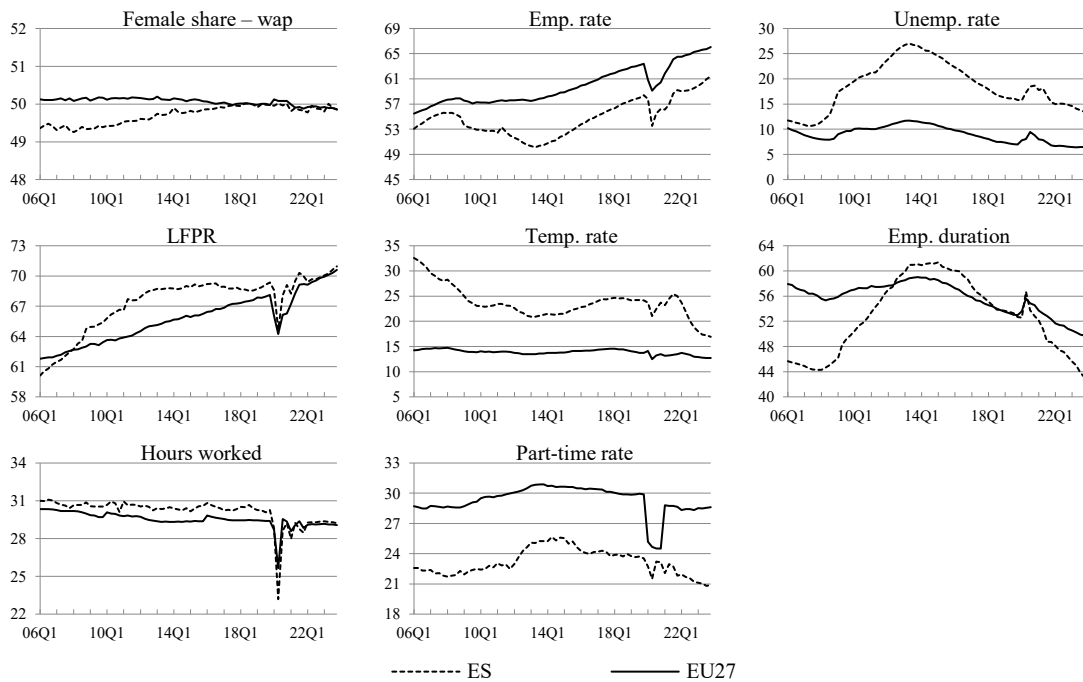 Female share – wap
52
51
50
49
48
06Q1 10Q1 14Q1 18Q1 22Q1
Emp. rate
69
65
61
57
53
49
45
06Q1 10Q1 14Q1 18Q1 22Q1
Unemp. rate
30
25
20
15
10
5
0
06Q1 10Q1 14Q1 18Q1 22Q1
LFPR
73
70
67
64
61
58
06Q1 10Q1 14Q1 18Q1 22Q1
Temp. rate
35
30
25
20
15
10
5
06Q1 10Q1 14Q1 18Q1 22Q1
Emp. duration
64
60
56
52
48
44
40
06Q1 10Q1 14Q1 18Q1 22Q1
Hours worked
34
31
28
25
22
06Q1 10Q1 14Q1 18Q1 22Q1
Part-time rate
33
30
27
24
21
18
06Q1 10Q1 14Q1 18Q1 22Q1
ES EU27